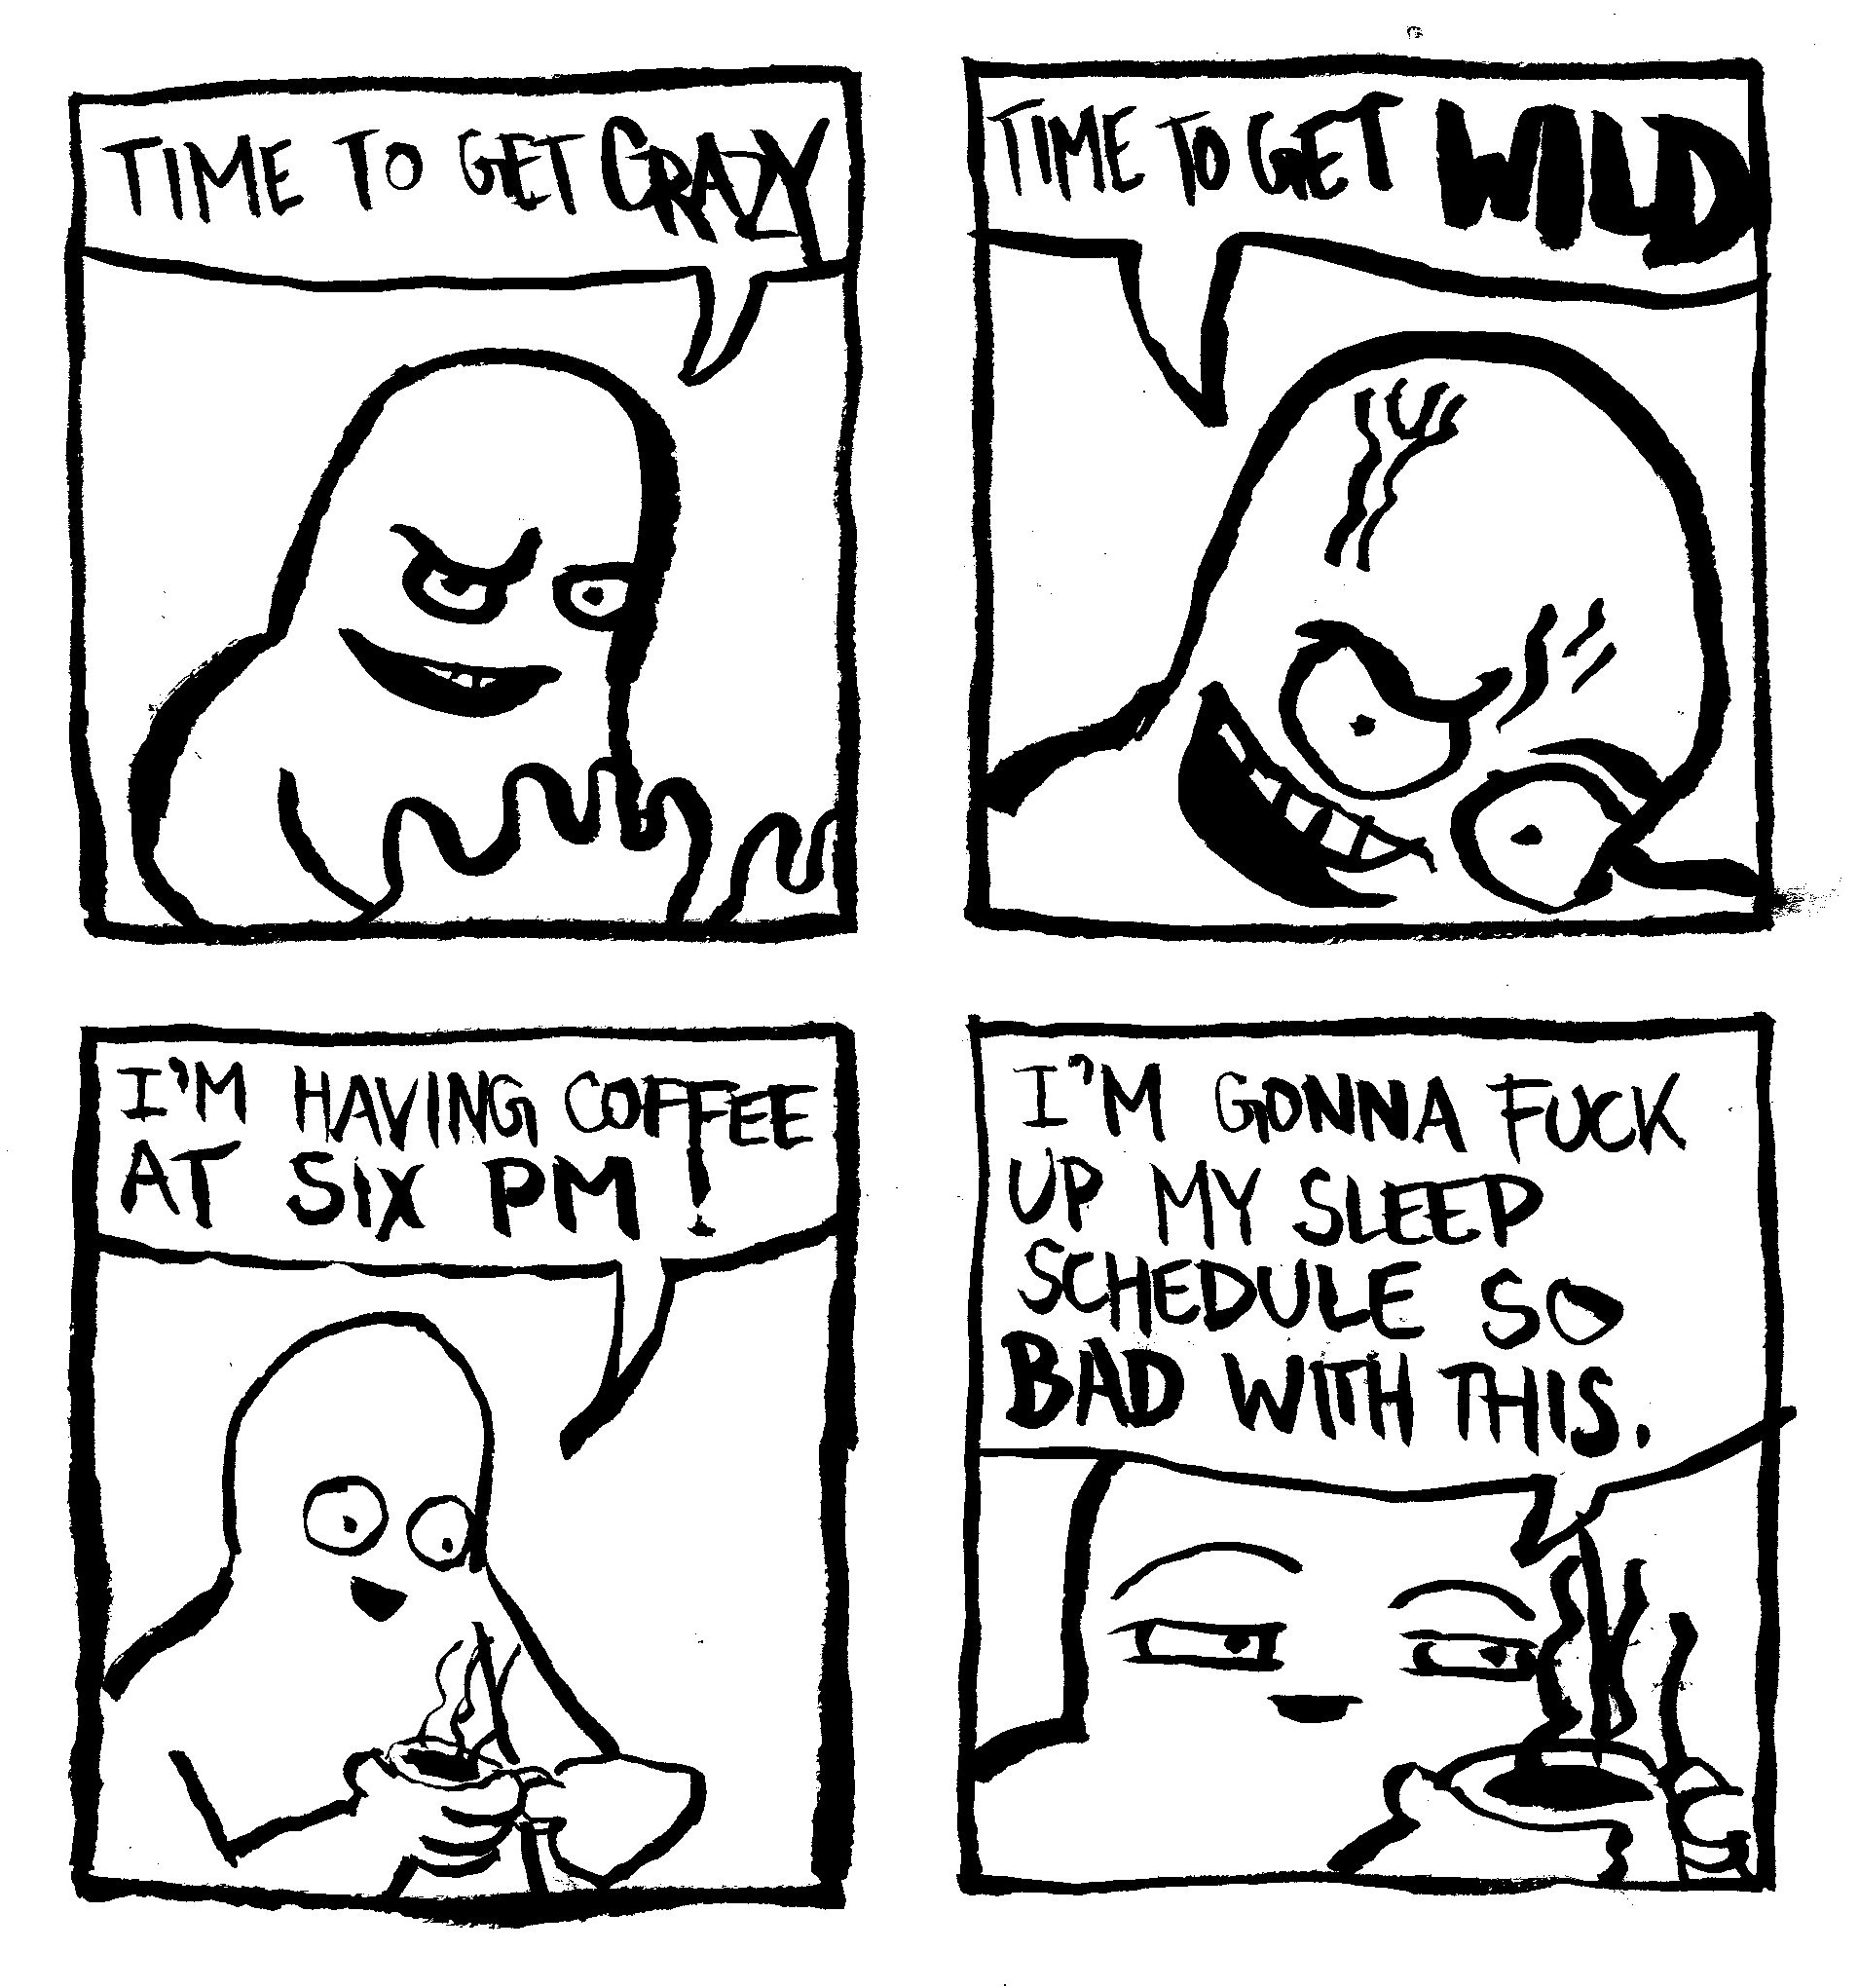 TIME TO GET CRAZY
TIME TO GET WILD
I'M HAVING COFFEE
AT SIX PM!
I'M GONNA FUCK
UP MY SLEEP
SCHEDULE SO
BAD WITH THIS.